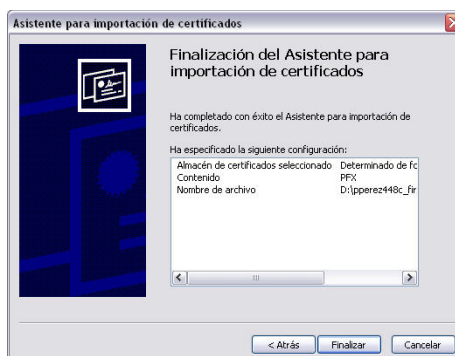 Asistente para importación de certificados
Finalización del Asistente para
importación de certificados
Ha completado con éxito el Asistente para importación de
certificados.
Ha especificado la siguiente configuración:
Almacén de certificados seleccionado Determinado de fc
Contenido PFX
Nombre de archivo D:\pperez448c_fir
< Atrás Finalizar Cancelar